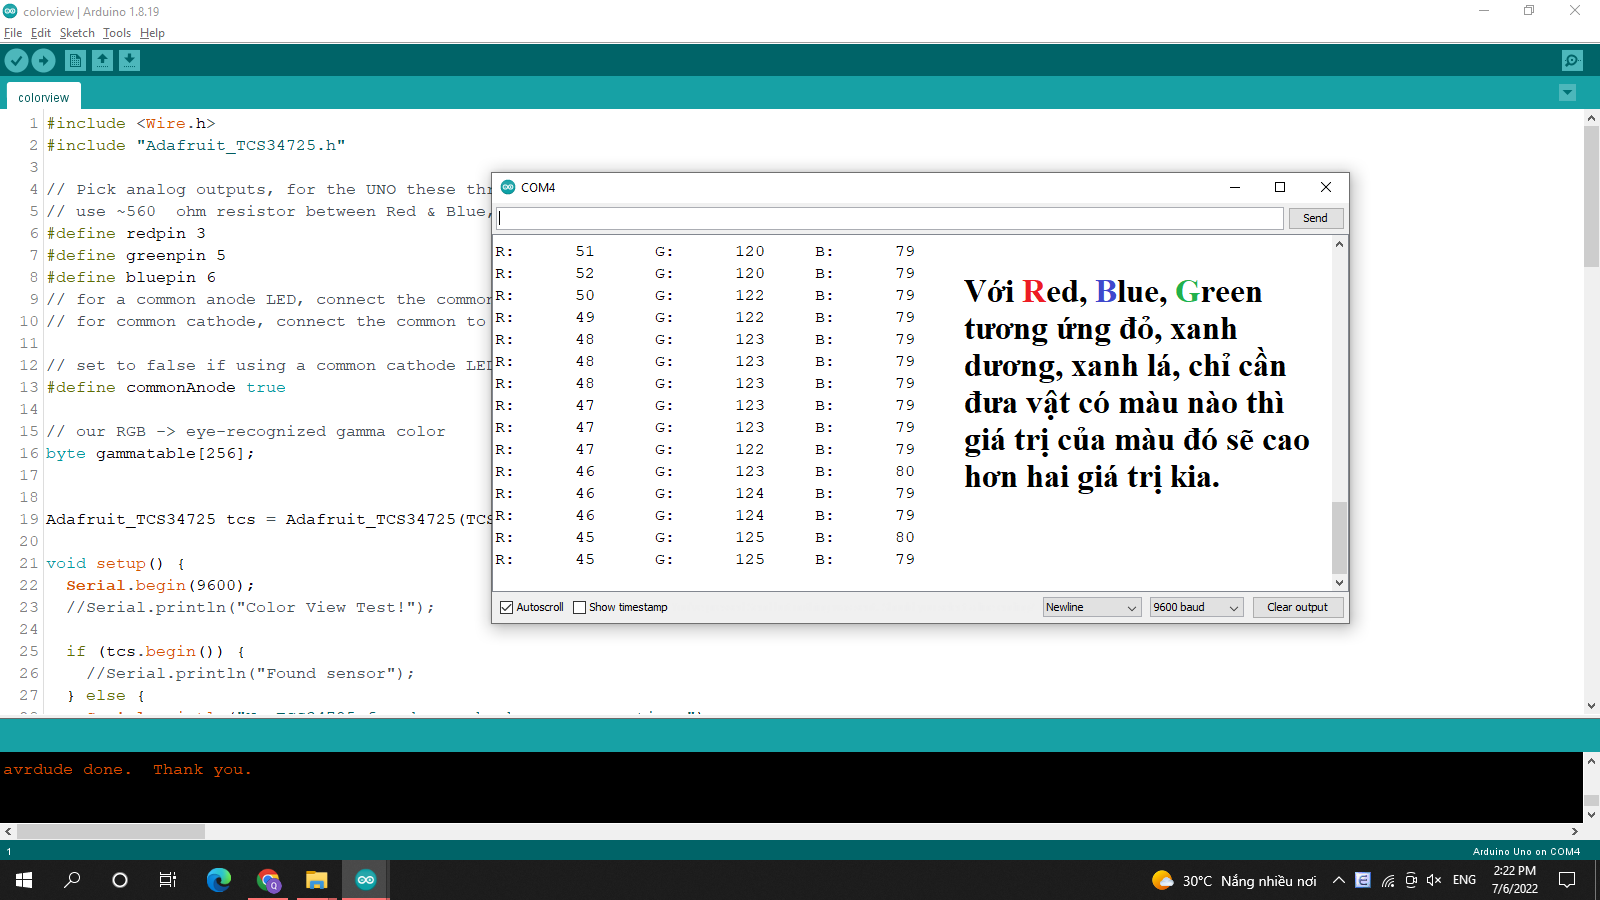 colorview | Arduino 1.8.19
File Edit Sketch Tools Help
colorview
1 #include <Wire.h>
2 #include "Adafruit_TCS34725.h"
3
4 // Pick analog outputs, for the UNO these thr
5 // use ~560  ohm resistor between Red & Blue,
6 #define redpin 3
7 #define greenpin 5
8 #define bluepin 6
9 // for a common anode LED, connect the common
10 // for common cathode, connect the common to
11
12 // set to false if using a common cathode LED
13 #define commonAnode true
14
15 // our RGB -> eye-recognized gamma color
16 byte gammatable[256];
17
18
19 Adafruit_TCS34725 tcs = Adafruit_TCS34725(TCS
20
21 void setup() {
22 Serial.begin(9600);
23 //Serial.println("Color View Test!");
24
25 if (tcs.begin()) {
26 //Serial.println("Found sensor");
27 } else {
COM4
Send
R: 51 G: 120 B: 79
R: 52 G: 120 B: 79
R: 50 G: 122 B: 79
R: 49 G: 122 B: 79
R: 48 G: 123 B: 79
R: 48 G: 123 B: 79
R: 48 G: 123 B: 79
R: 47 G: 123 B: 79
R: 47 G: 123 B: 79
R: 47 G: 122 B: 79
R: 46 G: 123 B: 80
R: 46 G: 124 B: 79
R: 46 G: 124 B: 79
R: 45 G: 125 B: 80
R: 45 G: 125 B: 79
Với Red, Blue, Green
tương ứng đỏ, xanh
dương, xanh lá, chỉ cần
đưa vật có màu nào thì
giá trị của màu đó sẽ cao
hơn hai giá trị kia.
Autoscroll Show timestamp Newline 9600 baud Clear output
avrdude done.  Thank you.
1 Arduino Uno on COM4
30°C Nắng nhiều nơi ENG 2:22 PM
7/6/2022